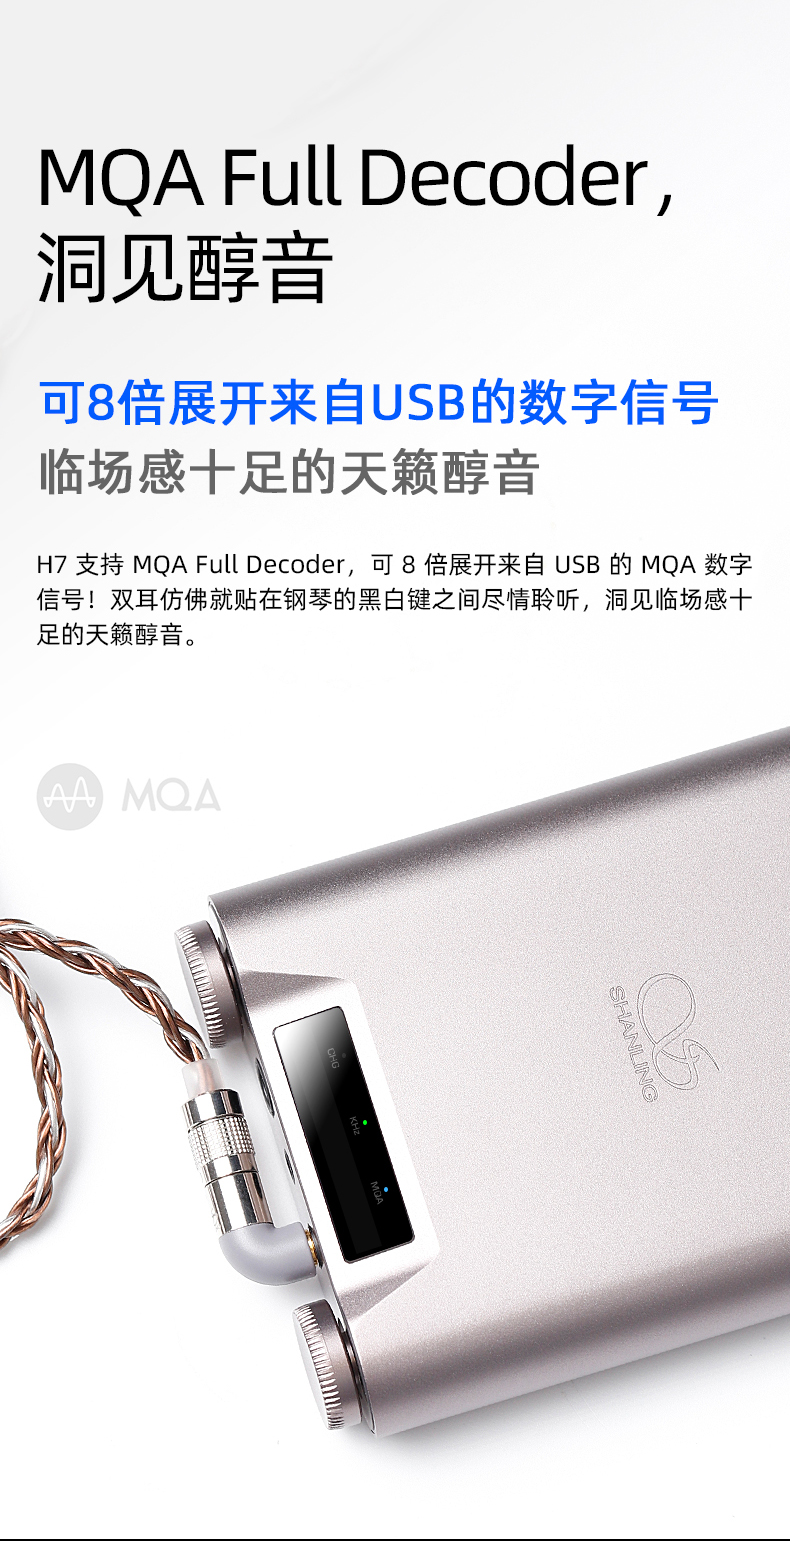 MQA Full Decoder，
洞见醇音
可8倍展开来自USB的数字信号
临场感十足的天籁醇音
H7 支持 MQA Full Decoder，可 8 倍展开来自 USB 的 MQA 数字
信号！双耳仿佛就贴在钢琴的黑白键之间尽情聆听，洞见临场感十
足的天籁醇音。
MQA
SHANLING
CHG
KHz
MQA